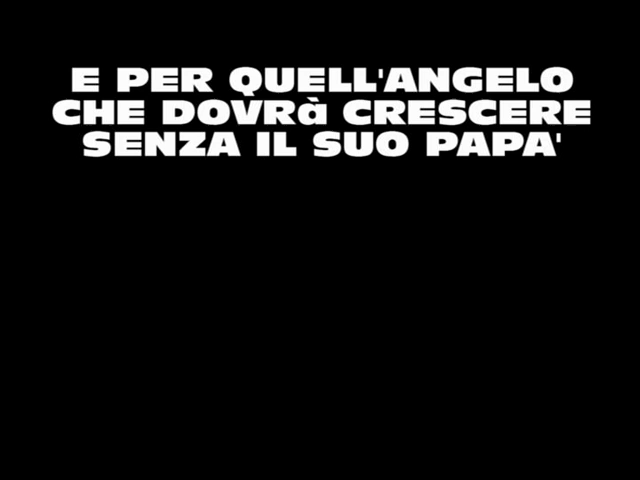 E PER QUELL'ANGELO
CHE DOVRà CRESCERE
SENZA IL SUO PAPA'